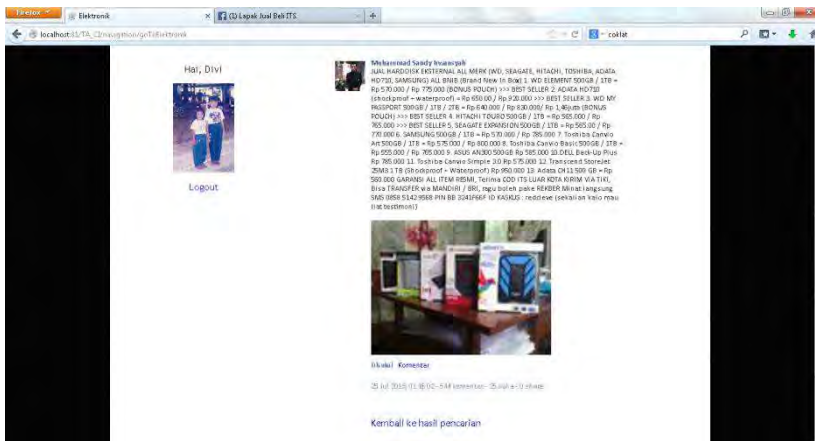 Firefox
Elektronik
(1) Lapak Jual Beli ITS
localhost:81/TA_CI/navigation/goToElektronik
coklat
Hai, Divi
Logout
Muhammad Sandy Irvansyah
JUAL HARDDISK EKSTERNAL ALL MERK (WD, SEAGATE, HITACHI, TOSHIBA, ADATA
HD710, SAMSUNG) ALL BNIB (Brand New In Box) 1. WD ELEMENT 500GB / 1TB =
Rp 570.000 / Rp 775.000 (BONUS POUCH) >>> BEST SELLER 2. ADATA HD710
(shockproof + waterproof) = Rp 650.00 / Rp 920.000 >>> BEST SELLER 3. WD MY
PASSPORT 500GB / 1TB / 2TB = Rp 640.000 / Rp 830.000/ Rp 1,46juta (BONUS
POUCH) >>> BEST SELLER 4. HITACHI TOURO 500GB / 1TB = Rp 565.000 / Rp
765.000 >>> BEST SELLER 5. SEAGATE EXPANSION 500GB / 1TB = Rp 565.00 / Rp
770.000 6. SAMSUNG 500GB / 1TB = Rp 570.000 / Rp 785.000 7. Toshiba Canvio
Art 500GB / 1TB = Rp 575.000 / Rp 800.000 8. Toshiba Canvio Basic 500GB / 1TB =
Rp 555.000 / Rp 765.000 9. ASUS AN300 500GB Rp 585.000 10.DELL Back-Up Plus
Rp 785.000 11. Toshiba Canvio Simple 3.0 Rp 575.000 12. Transcend StoreJet
25M3 1TB (Shockproof + Waterproof) Rp 950.000 13. Adata CH11 500 GB = Rp
560.000 GARANSI ALL ITEM RESMI, Terima COD ITS LUAR KOTA KIRIM VIA TIKI,
Bisa TRANSFER via MANDIRI / BRI, ragu boleh pake REKBER Minat langsung
SMS 0858 5142 9568 PIN BB 3241F66F ID KASKUS : reddieve (sekalian kalo mau
liat testimoni)
Komentar
Kembali ke hasil pencarian